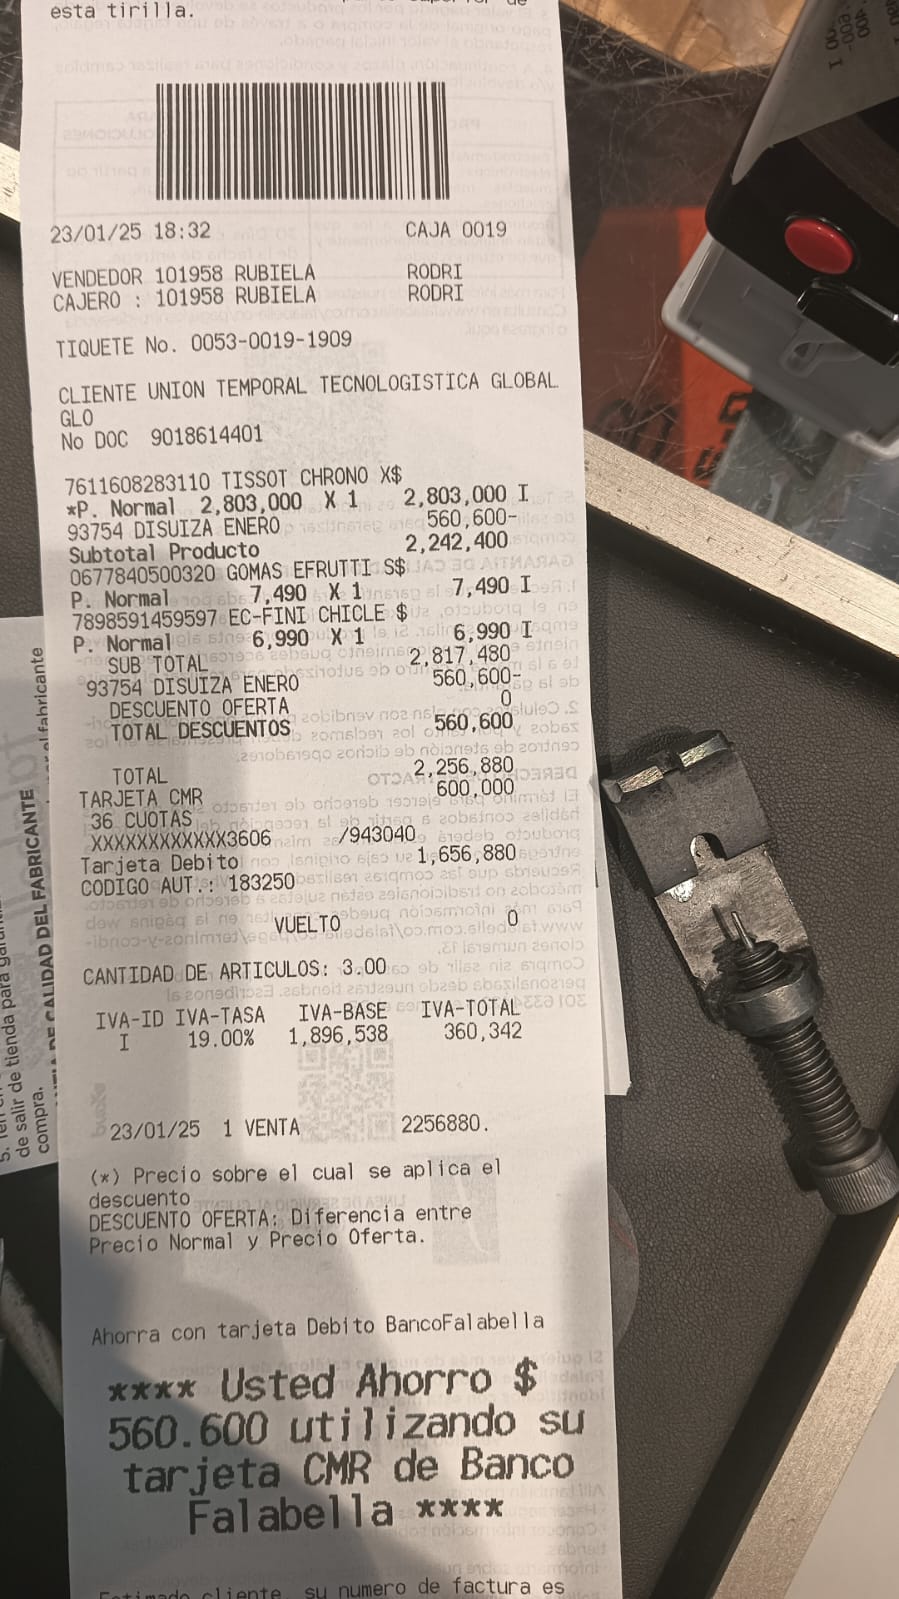 esta tirilla.
23/01/25 18:32 CAJA 0019
VENDEDOR 101958 RUBIELA RODRI
CAJERO : 101958 RUBIELA RODRI
TIQUETE No. 0053-0019-1909
CLIENTE UNION TEMPORAL TECNOLOGISTICA GLOBAL
GLO
No DOC 9018614401
7611608283110 TISSOT CHRONO X$
*P. Normal 2,803,000 X 1 2,803,000 I
93754 DISUIZA ENERO 560,600-
Subtotal Producto 2,242,400
0677840500320 GOMAS EFRUTTI S$
P. Normal 7,490 X 1 7,490 I
7898591459597 EC-FINI CHICLE $
P. Normal 6,990 X 1 6,990 I
SUB TOTAL 2,817,480
93754 DISUIZA ENERO 560,600-
DESCUENTO OFERTA 0
TOTAL DESCUENTOS 560,600
TOTAL 2,256,880
TARJETA CMR 600,000
36 CUOTAS
XXXXXXXXXXXX3606 /943040
Tarjeta Debito 1,656,880
CODIGO AUT.: 183250
VUELTO 0
CANTIDAD DE ARTICULOS: 3.00
IVA-ID IVA-TASA IVA-BASE IVA-TOTAL
I 19.00% 1,896,538 360,342
23/01/25 1 VENTA 2256880.
(*) Precio sobre el cual se aplica el
descuento
DESCUENTO OFERTA: Diferencia entre
Precio Normal y Precio Oferta.
Ahorra con tarjeta Debito BancoFalabella
**** Usted Ahorro $
560.600 utilizando su
tarjeta CMR de Banco
Falabella ****
Estimado cliente, su numero de factura es
de salir de tienda para
compra.
CALIDAD DEL FABRICANTE
el fabricante